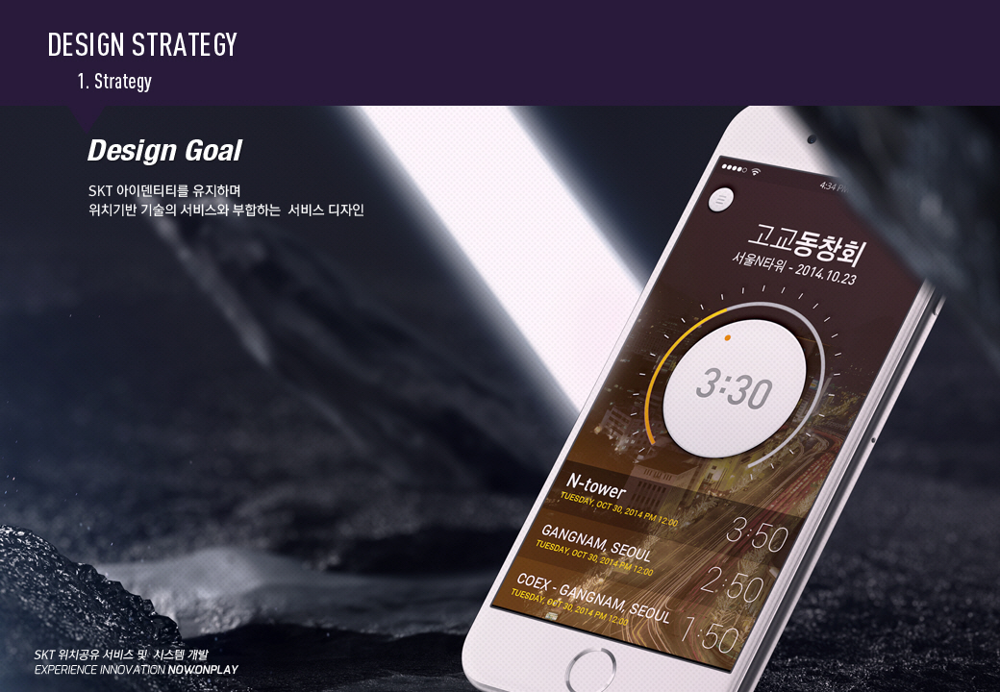 DESIGN STRATEGY
1. Strategy
Design Goal
SKT 아이덴티티를 유지하며
위치기반 기술의 서비스와 부합하는 서비스 디자인
4:34 P
고교동창회
서울N타워 - 2014.10.23
3:30
N-tower
TUESDAY, OCT 30, 2014 PM 12:00
3:50
GANGNAM, SEOUL
TUESDAY, OCT 30, 2014 PM 12:00
2:50
COEX - GANGNAM, SEOUL
TUESDAY, OCT 30, 2014 PM 12:00
1:50
SKT 위치공유 서비스 및 시스템 개발
EXPERIENCE INNOVATION NOWONPLAY